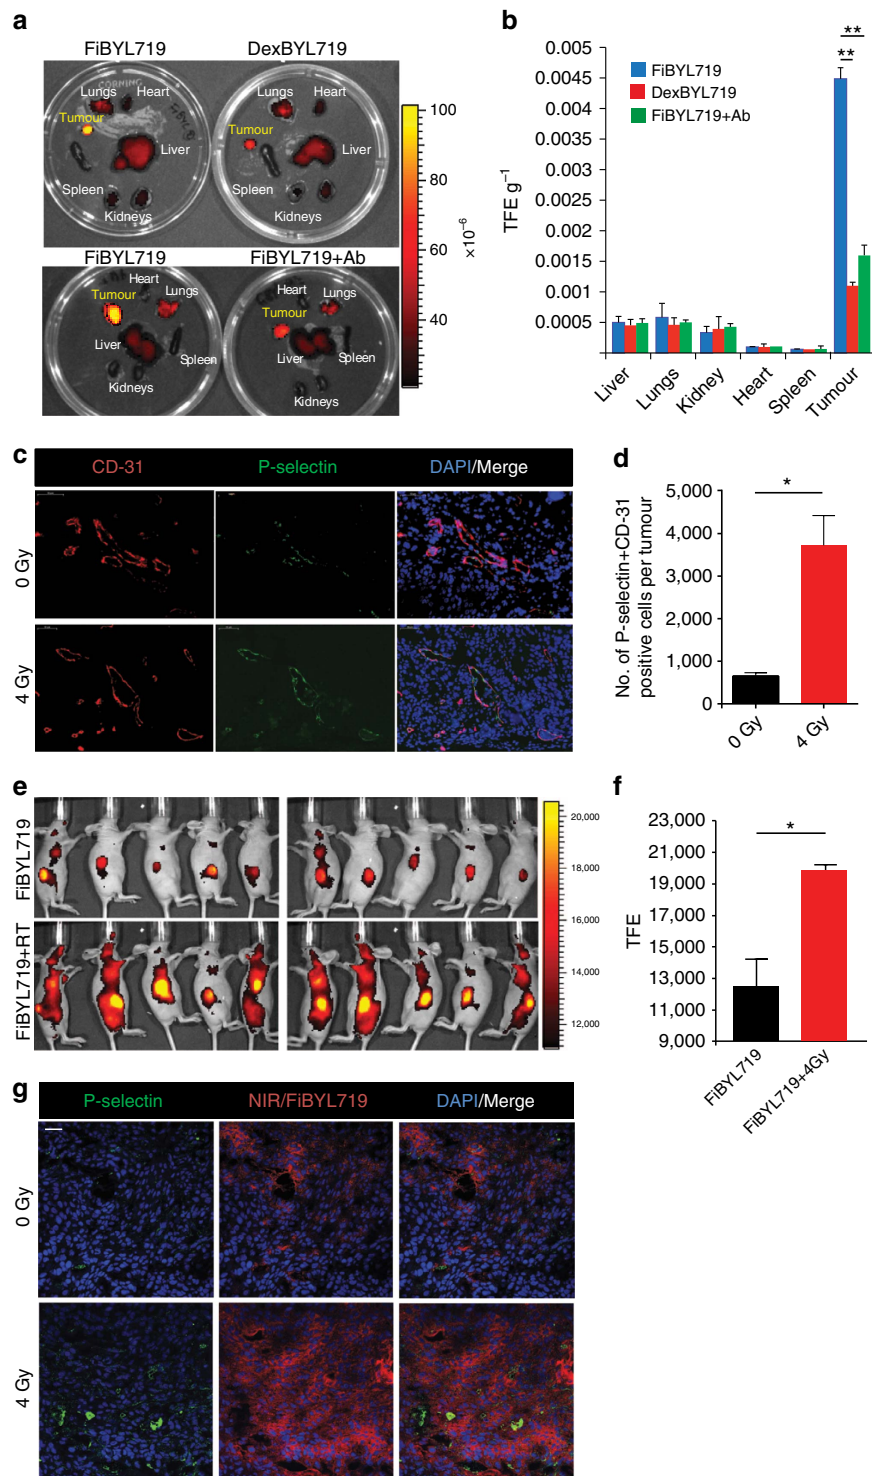 a
FiBYL719 DexBYL719
Lungs Heart
Tumour
Liver
Spleen
Kidneys
Lungs Heart
Tumour
Liver
Spleen
Kidneys
FiBYL719 FiBYL719+Ab
Heart
Tumour Lungs
Liver
Spleen
Kidneys
Heart
Lungs
Tumour
Liver
Spleen
Kidneys
100
80
60
40
×10⁻⁶
b
0.005
0.0045
0.004
0.0035
0.003
0.0025
0.002
0.0015
0.001
0.0005
TFE g⁻¹
FiBYL719
DexBYL719
FiBYL719+Ab
**
**
Liver
Lungs
Kidney
Heart
Spleen
Tumour
c
CD-31 P-selectin DAPI/Merge
0 Gy
4 Gy
d
No. of P-selectin+CD-31
positive cells per tumour
5,000
4,000
3,000
2,000
1,000
0
*
0 Gy
4 Gy
e
FiBYL719
FiBYL719+RT
20,000
18,000
16,000
14,000
12,000
f
TFE
23,000
21,000
19,000
17,000
15,000
13,000
11,000
9,000
*
FiBYL719
FiBYL719+4Gy
g
P-selectin NIR/FiBYL719 DAPI/Merge
0 Gy
4 Gy